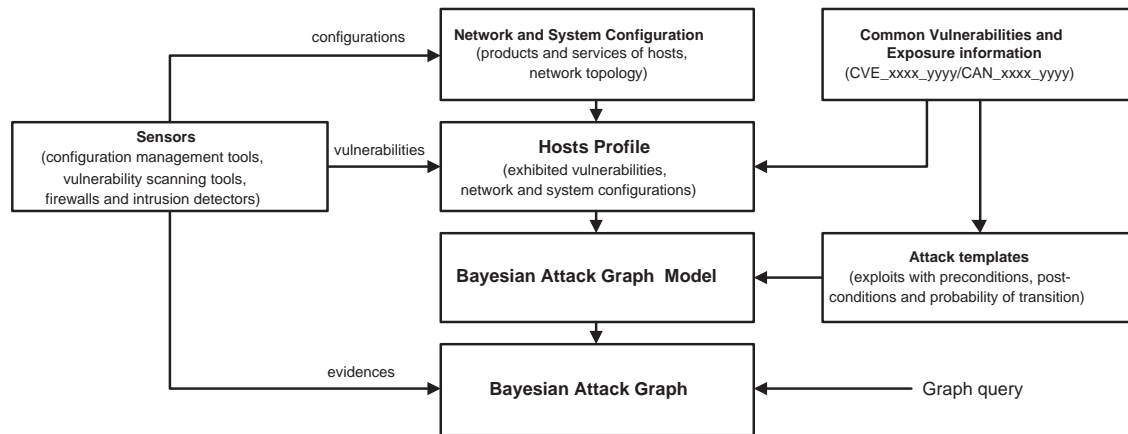 configurations
Network and System Configuration
(products and services of hosts,
network topology)
Common Vulnerabilities and
Exposure information
(CVE_xxxx_yyyy/CAN_xxxx_yyyy)
Sensors
(configuration management tools,
vulnerability scanning tools,
firewalls and intrusion detectors)
vulnerabilities
Hosts Profile
(exhibited vulnerabilities,
network and system configurations)
Bayesian Attack Graph Model
Attack templates
(exploits with preconditions, post-
conditions and probability of transition)
evidences
Bayesian Attack Graph
Graph query